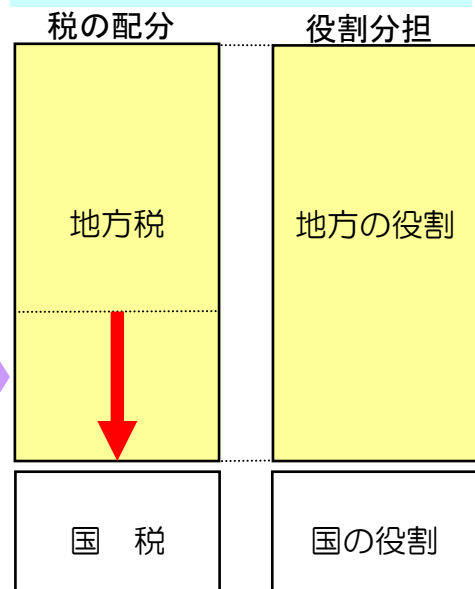 税の配分
役割分担
地方税
地方の役割
国　税
国の役割